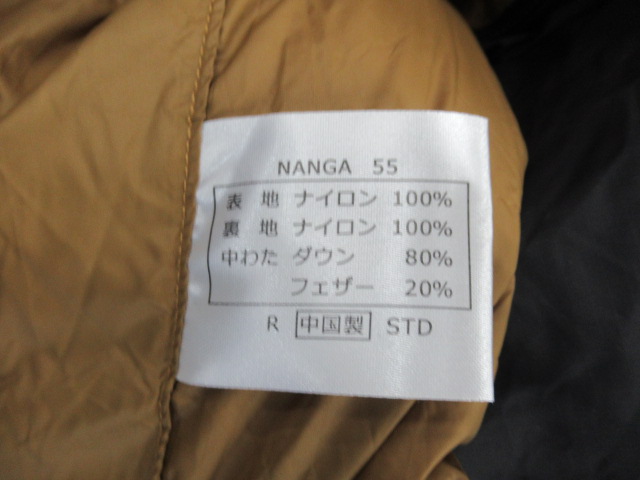 NANGA 55
表 地 ナイロン 100%
裏 地 ナイロン 100%
中わた ダウン 80%
フェザー 20%
R 中国製 STD